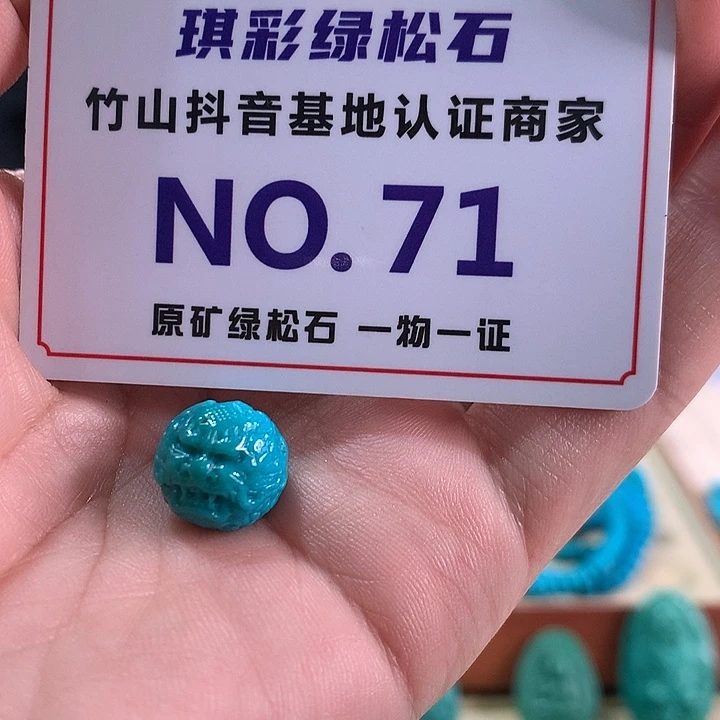 琪彩绿松石
竹山抖音基地认证商家
NO.71
原矿绿松石 一物一证